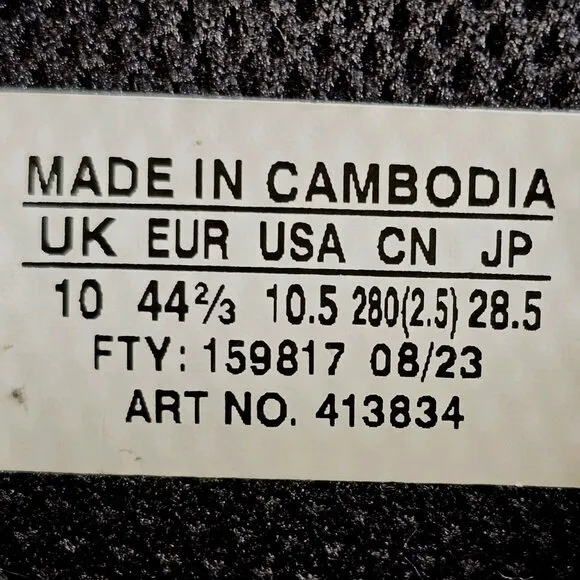 MADE IN CAMBODIA
UK EUR USA CN JP
10 44⅔ 10.5 280(2.5) 28.5
FTY: 159817 08/23
ART NO. 413834